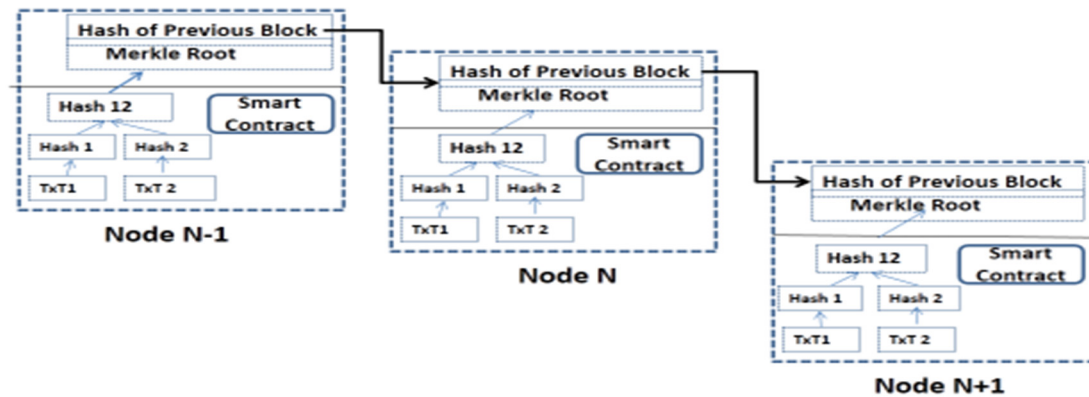 Hash of Previous Block
Merkle Root
Hash 12
Smart
Contract
Hash 1
Hash 2
TxT1
TxT 2
Node N-1
Hash of Previous Block
Merkle Root
Hash 12
Smart
Contract
Hash 1
Hash 2
TxT1
TxT 2
Node N
Hash of Previous Block
Merkle Root
Hash 12
Smart
Contract
Hash 1
Hash 2
TxT1
TxT 2
Node N+1